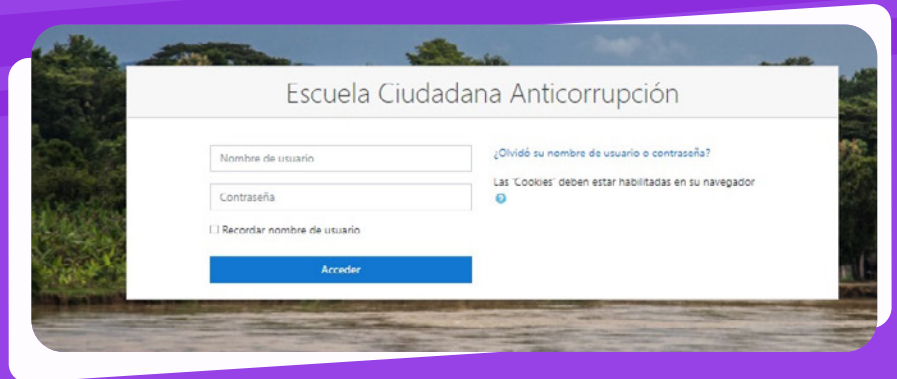 Escuela Ciudadana Anticorrupción
Nombre de usuario
¿Olvidó su nombre de usuario o contraseña?
Las 'Cookies' deben estar habilitadas en su navegador
?
Contraseña
Recordar nombre de usuario
Acceder